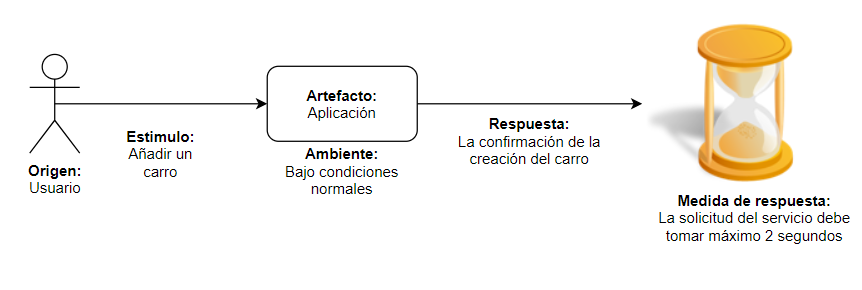 Origen:
Usuario
Estimulo:
Añadir un
carro
Artefacto:
Aplicación
Ambiente:
Bajo condiciones
normales
Respuesta:
La confirmación de la
creación del carro
Medida de respuesta:
La solicitud del servicio debe
tomar máximo 2 segundos